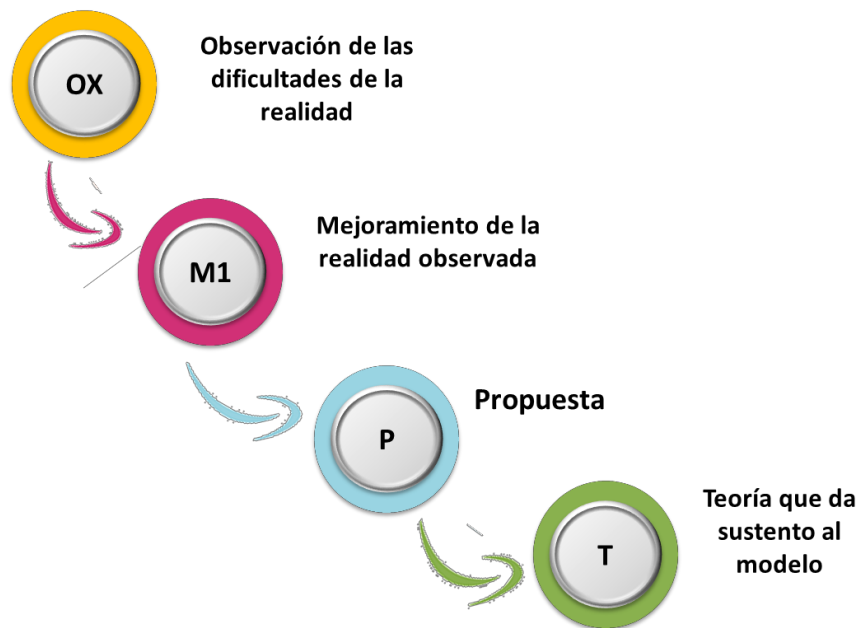 OX
Observación de las
dificultades de la
realidad
M1
Mejoramiento de la
realidad observada
P
Propuesta
T
Teoría que da
sustento al
modelo